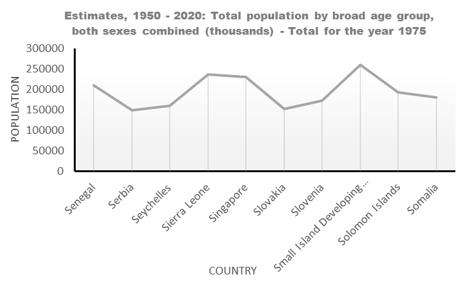 Estimates, 1950 - 2020: Total population by broad age group,
both sexes combined (thousands) - Total for the year 1975
300000
250000
200000
150000
100000
50000
0
POPULATION
Senegal
Serbia
Seychelles
Sierra Leone
Singapore
Slovakia
Slovenia
Small Island Developing...
Solomon Islands
Somalia
COUNTRY